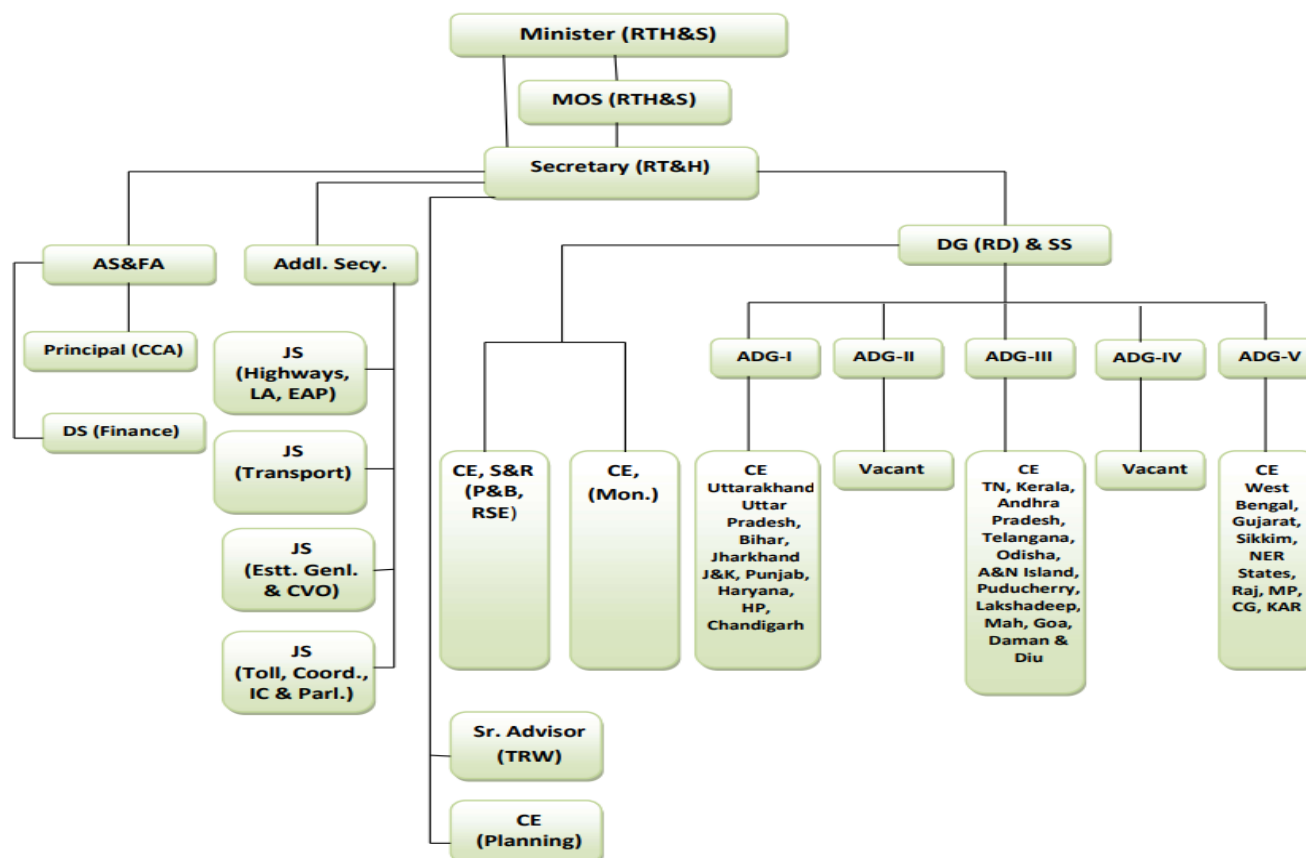 Minister (RTH&S)
MOS (RTH&S)
Secretary (RT&H)
AS&FA
Addl. Secy.
DG (RD) & SS
Principal (CCA)
DS (Finance)
JS
(Highways,
LA, EAP)
JS
(Transport)
JS
(Estt. Genl.
& CVO)
JS
(Toll, Coord.,
IC & Parl.)
ADG-I
ADG-II
ADG-III
ADG-IV
ADG-V
CE, S&R
(P&B,
RSE)
CE,
(Mon.)
CE
Uttarakhand
Uttar
Pradesh,
Bihar,
Jharkhand
J&K, Punjab,
Haryana,
HP,
Chandigarh
Vacant
CE
TN, Kerala,
Andhra
Pradesh,
Telangana,
Odisha,
A&N Island,
Puducherry,
Lakshadeep,
Mah, Goa,
Daman &
Diu
Vacant
CE
West
Bengal,
Gujarat,
Sikkim,
NER
States,
Raj, MP,
CG, KAR
Sr. Advisor
(TRW)
CE
(Planning)